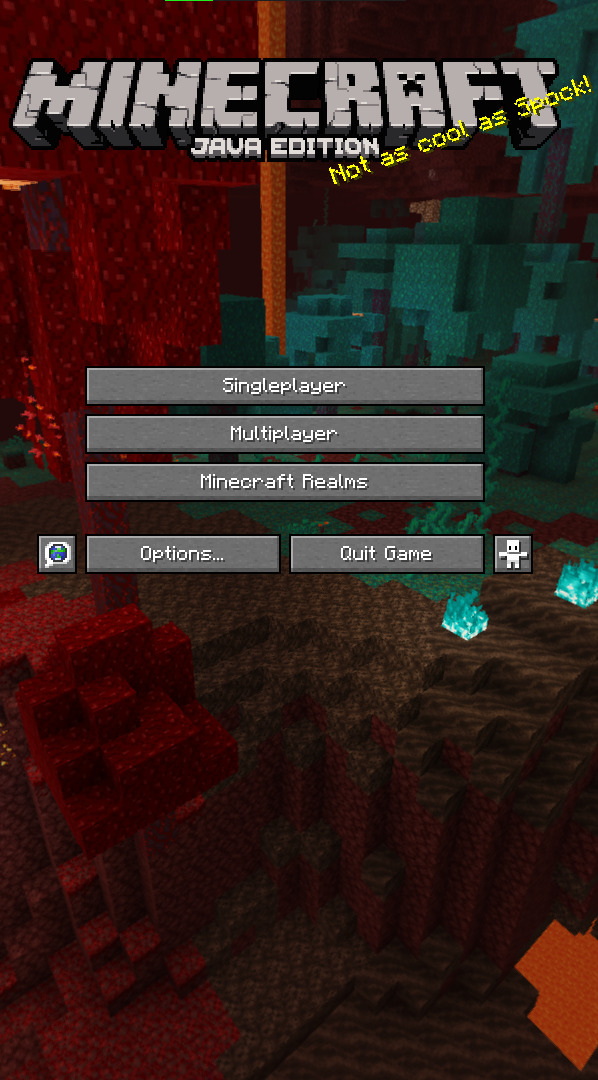 MINECRAFT
JAVA EDITION
Not as cool as Spock!
Singleplayer
Multiplayer
Minecraft Realms
Options...
Quit Game